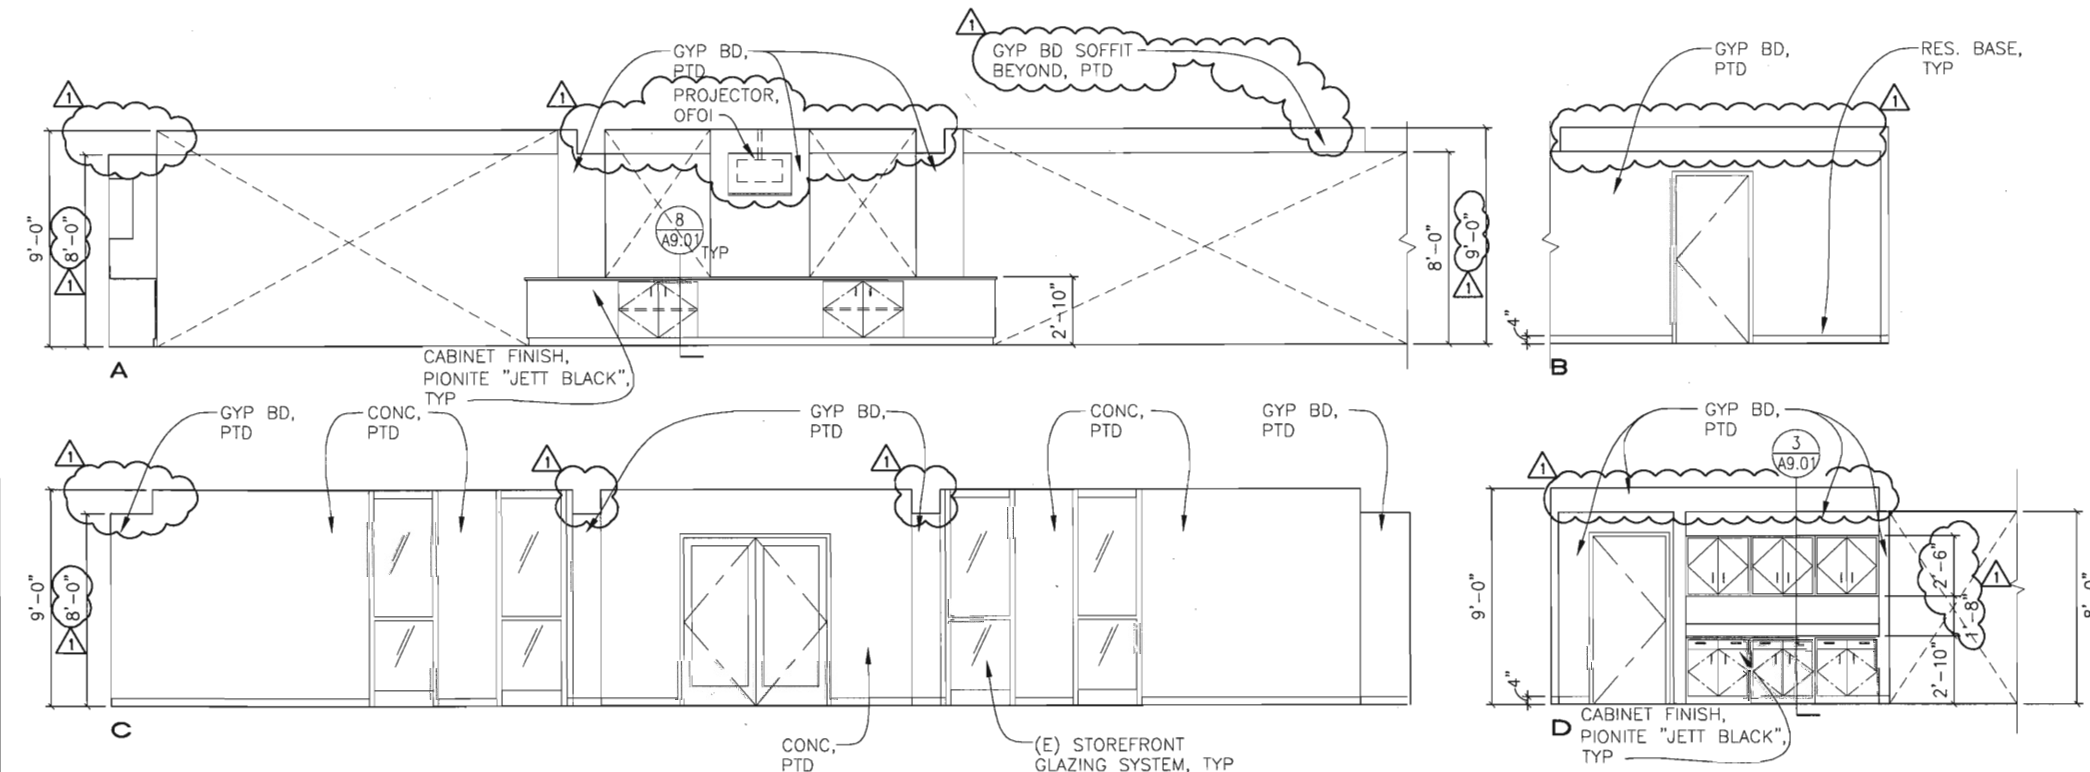 1
GYP BD,
PTD
PROJECTOR,
OFOI
1
1
GYP BD SOFFIT
BEYOND, PTD
GYP BD,
PTD
RES. BASE,
TYP
1
9'-0"
8'-0"
1
8
A9.01
TYP
2'-10"
8'-0"
9'-0"
1
4"
A
CABINET FINISH,
PIONITE "JETT BLACK",
TYP
B
GYP BD,
PTD
CONC,
PTD
GYP BD,
PTD
CONC,
PTD
GYP BD,
PTD
GYP BD,
PTD
3
A9.01
1
1
1
1
9'-0"
8'-0"
1
9'-0"
2'-6"
1
1'-8"
2'-10"
8'-0"
4"
C
CONC,
PTD
(E) STOREFRONT
GLAZING SYSTEM, TYP
D
CABINET FINISH,
PIONITE "JETT BLACK",
TYP